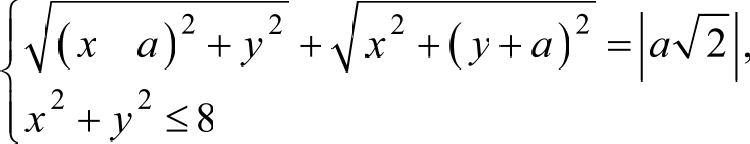 { √((x a)² + y²) + √(x² + (y + a)²) = |a√2|,
x² + y² ≤ 8